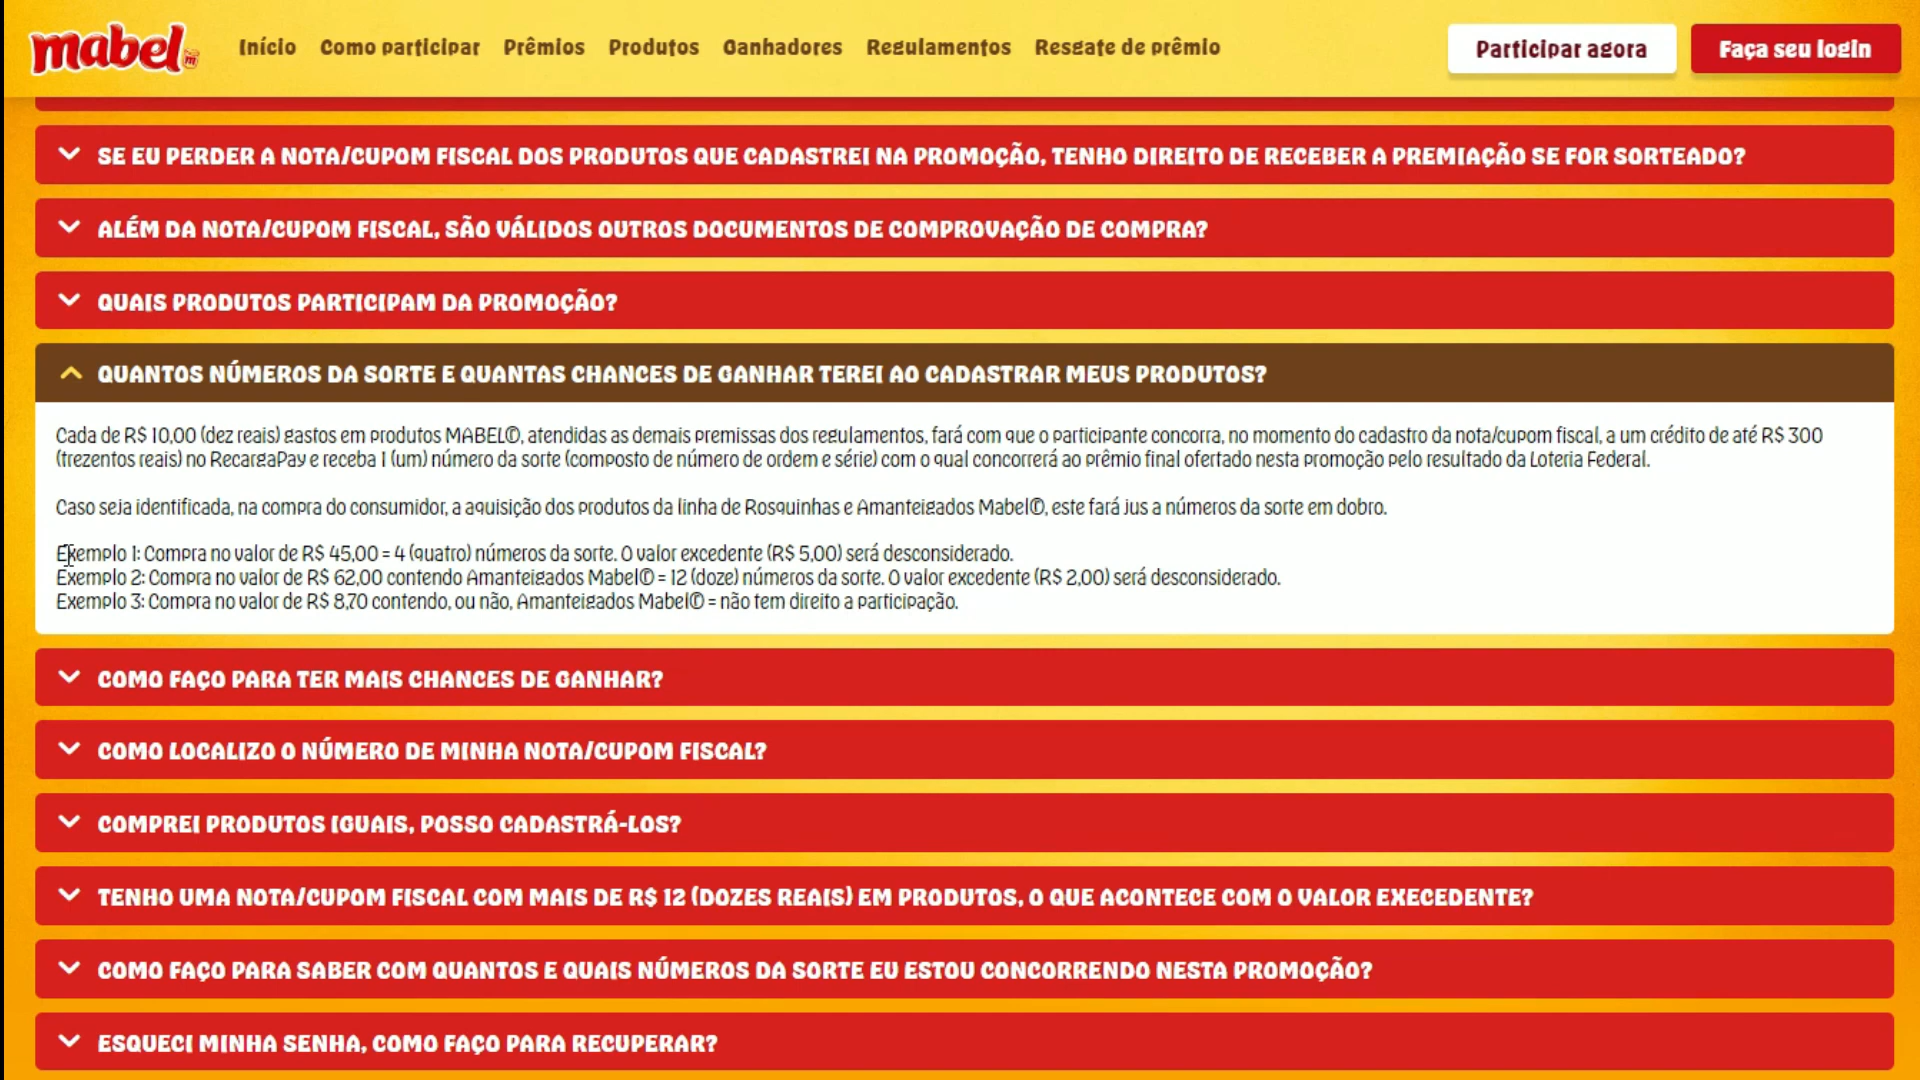 mabel
Início Como participar Prêmios Produtos Ganhadores Regulamentos Resgate de prêmio Participar agora Faça seu login
SE EU PERDER A NOTA/CUPOM FISCAL DOS PRODUTOS QUE CADASTREI NA PROMOÇÃO, TENHO DIREITO DE RECEBER A PREMIAÇÃO SE FOR SORTEADO?
ALÉM DA NOTA/CUPOM FISCAL, SÃO VÁLIDOS OUTROS DOCUMENTOS DE COMPROVAÇÃO DE COMPRA?
QUAIS PRODUTOS PARTICIPAM DA PROMOÇÃO?
QUANTOS NÚMEROS DA SORTE E QUANTAS CHANCES DE GANHAR TEREI AO CADASTRAR MEUS PRODUTOS?
Cada de R$ 10,00 (dez reais) gastos em produtos MABEL©, atendidas as demais premissas dos regulamentos, fará com que o participante concorra, no momento do cadastro da nota/cupom fiscal, a um crédito de até R$ 300
(trezentos reais) no RecargaPay e receba 1 (um) número da sorte (composto de número de ordem e série) com o qual concorrerá ao prêmio final ofertado nesta promoção pelo resultado da Loteria Federal.
Caso seja identificada, na compra do consumidor, a aquisição dos produtos da linha de Rosquinhas e Amanteigados Mabel©, este fará jus a números da sorte em dobro.
Exemplo 1: Compra no valor de R$ 45,00 = 4 (quatro) números da sorte. O valor excedente (R$ 5,00) será desconsiderado.
Exemplo 2: Compra no valor de R$ 62,00 contendo Amanteigados Mabel© = 12 (doze) números da sorte. O valor excedente (R$ 2,00) será desconsiderado.
Exemplo 3: Compra no valor de R$ 8,70 contendo, ou não, Amanteigados Mabel© = não tem direito a participação.
COMO FAÇO PARA TER MAIS CHANCES DE GANHAR?
COMO LOCALIZO O NÚMERO DE MINHA NOTA/CUPOM FISCAL?
COMPREI PRODUTOS IGUAIS, POSSO CADASTRÁ-LOS?
TENHO UMA NOTA/CUPOM FISCAL COM MAIS DE R$ 12 (DOZES REAIS) EM PRODUTOS, O QUE ACONTECE COM O VALOR EXECEDENTE?
COMO FAÇO PARA SABER COM QUANTOS E QUAIS NÚMEROS DA SORTE EU ESTOU CONCORRENDO NESTA PROMOÇÃO?
ESQUECI MINHA SENHA, COMO FAÇO PARA RECUPERAR?